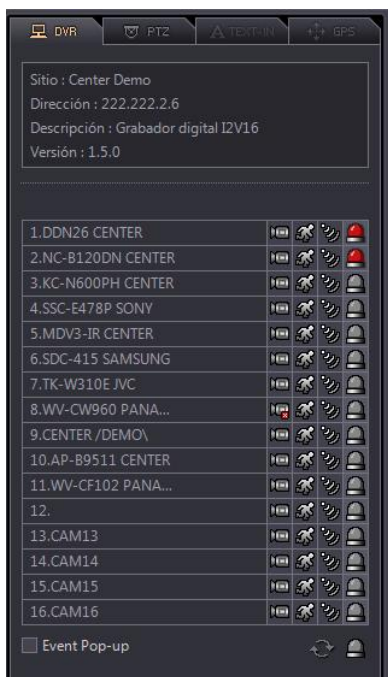 DVR PTZ TEXT-IN GPS
Sitio : Center Demo
Dirección : 222.222.2.6
Descripción : Grabador digital I2V16
Versión : 1.5.0
1.DDN26 CENTER
2.NC-B120DN CENTER
3.KC-N600PH CENTER
4.SSC-E478P SONY
5.MDV3-IR CENTER
6.SDC-415 SAMSUNG
7.TK-W310E JVC
8.WV-CW960 PANA...
9.CENTER /DEMO\
10.AP-B9511 CENTER
11.WV-CF102 PANA...
12.
13.CAM13
14.CAM14
15.CAM15
16.CAM16
Event Pop-up